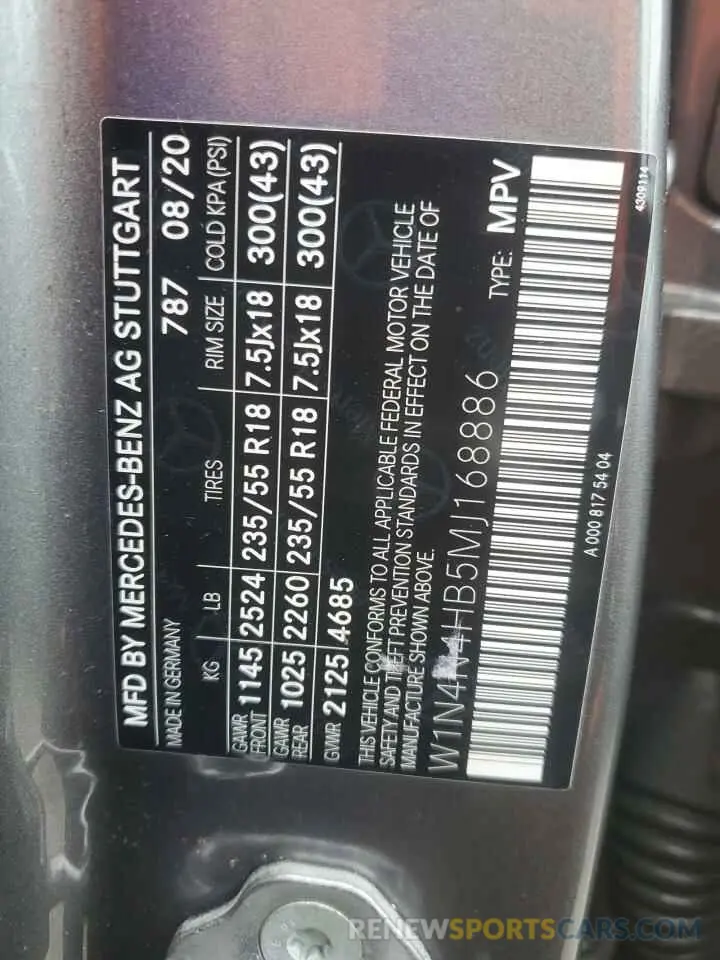 MFD BY MERCEDES-BENZ AG STUTTGART
MADE IN GERMANY 787 08/20
KG LB TIRES RIM SIZE COLD KPA (PSI)
GAWR FRONT 1145 2524 235/55 R18 7.5Jx18 300(43)
GAWR REAR 1025 2260 235/55 R18 7.5Jx18 300(43)
GVWR 2125 4685
THIS VEHICLE CONFORMS TO ALL APPLICABLE FEDERAL MOTOR VEHICLE
SAFETY AND THEFT PREVENTION STANDARDS IN EFFECT ON THE DATE OF
MANUFACTURE SHOWN ABOVE.
W1N4N4HB5MJ168886 TYPE: MPV
A 000 817 54 04
4309114
RENEWSPORTSCARS.COM